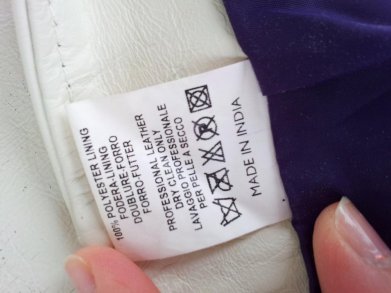 100% POLYESTER LINING
FODERA-LINING-FORRO
DOUBLURE-FUTTER
FORRO-FUTTER
PROFESSIONAL LEATHER
DRY CLEAN ONLY
LAVAGGIO PROFESSIONALE
PER PELLE A SECCO
MADE IN INDIA